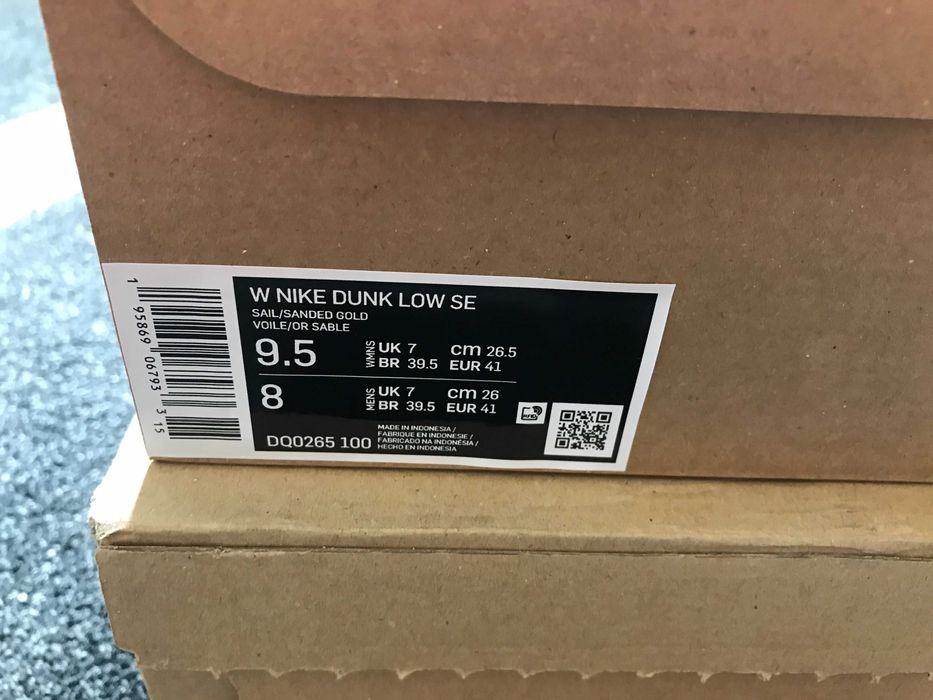 W NIKE DUNK LOW SE
SAIL/SANDED GOLD
VOILE/OR SABLE
9.5 WMNS UK 7 cm 26.5
BR 39.5 EUR 41
8 MENS UK 7 cm 26
BR 39.5 EUR 41
DQ0265 100
MADE IN INDONESIA /
FABRIQUE EN INDONESIE /
FABRICADO NA INDONÉSIA /
HECHO EN INDONESIA
1 95869 06793 3 15